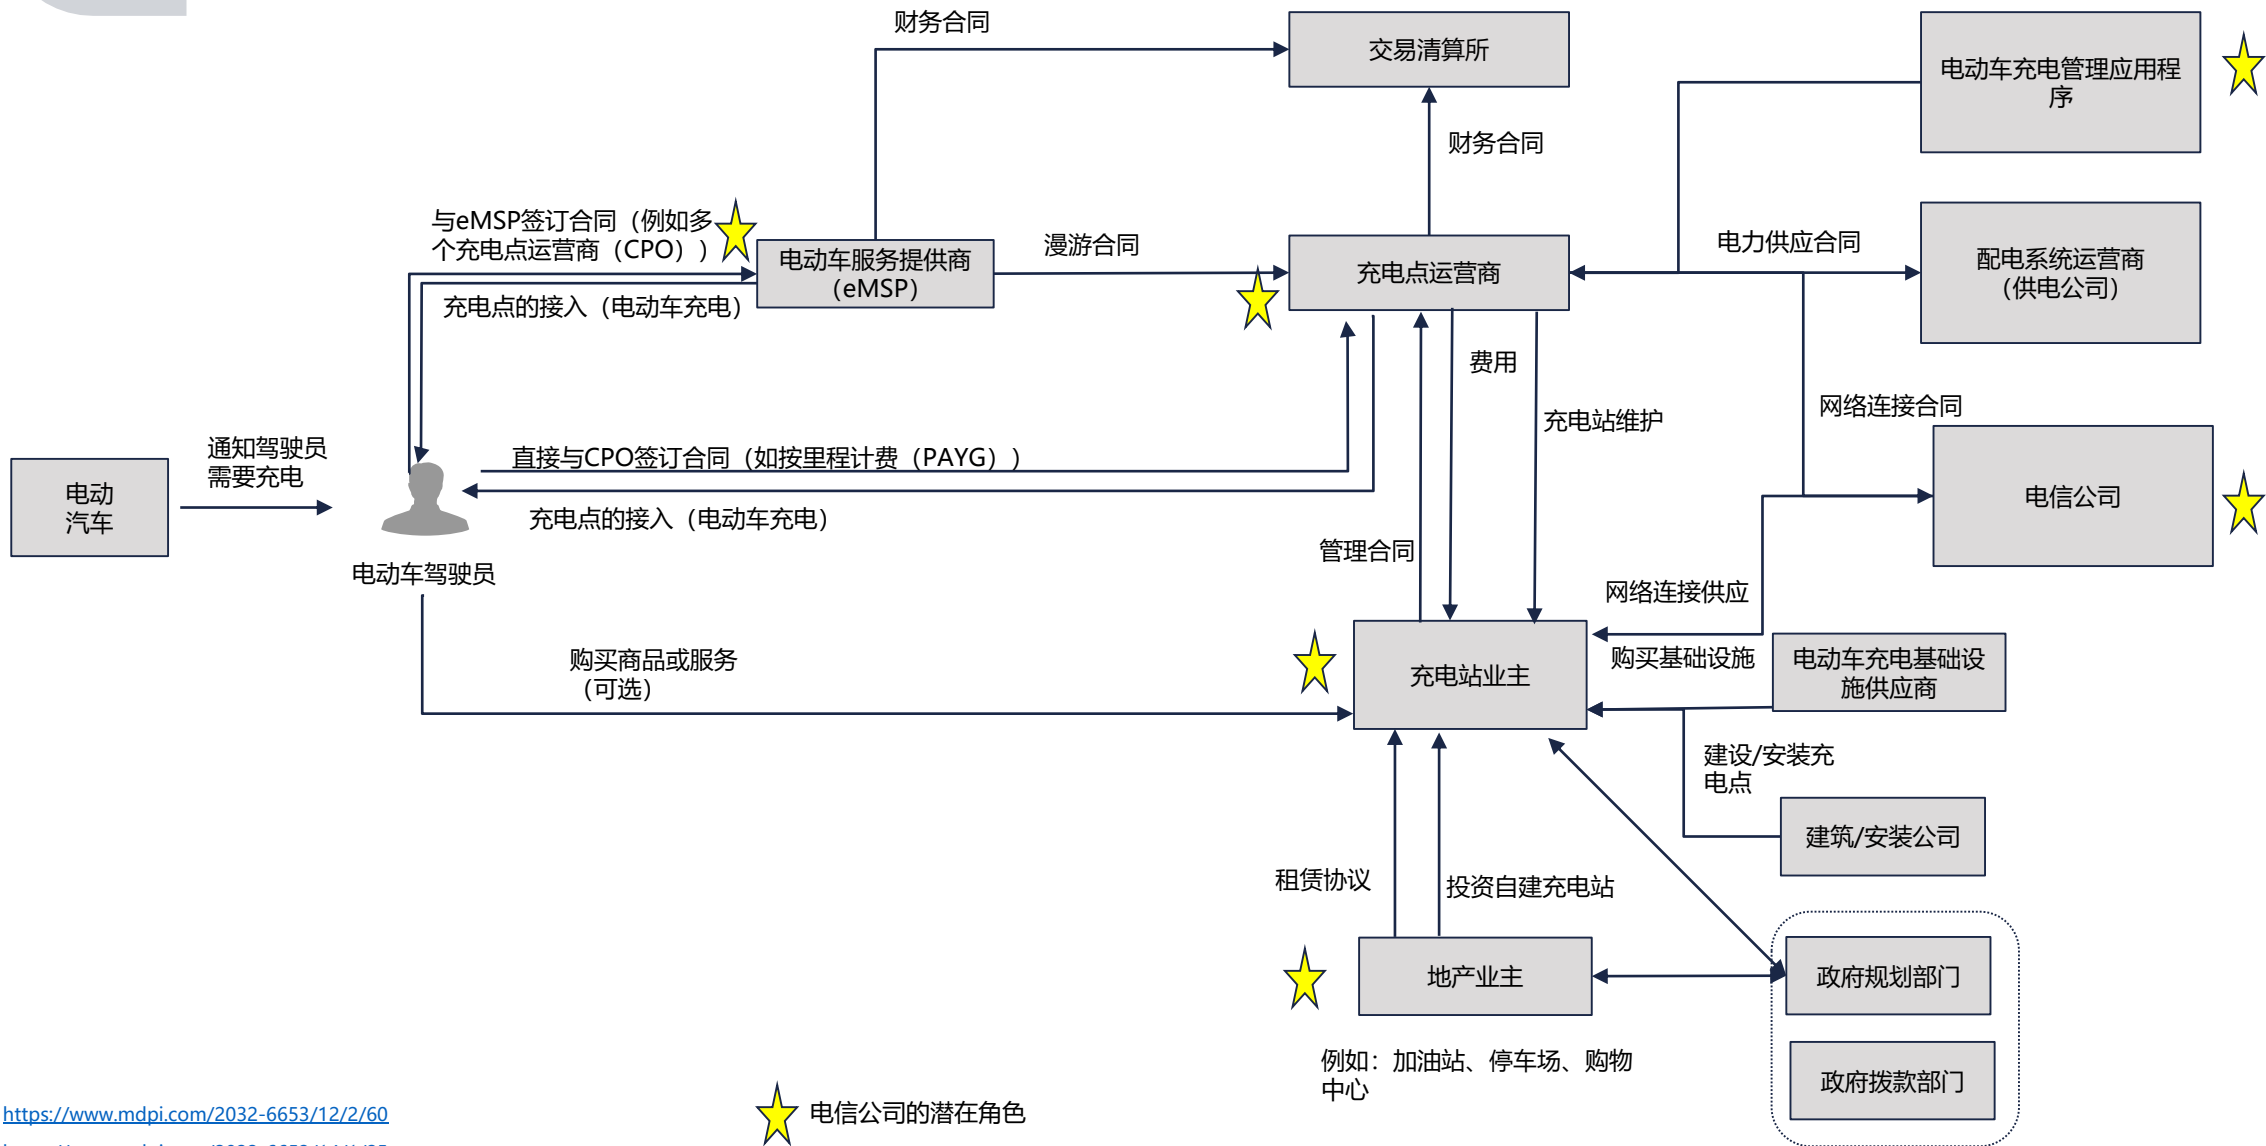 财务合同
交易清算所
电动车充电管理应用程
序
财务合同
与eMSP签订合同（例如多
个充电点运营商（CPO））
电动车服务提供商
（eMSP）
漫游合同
充电点运营商
电力供应合同
配电系统运营商
（供电公司）
充电点的接入（电动车充电）
费用
充电站维护
网络连接合同
通知驾驶员
需要充电
直接与CPO签订合同（如按里程计费（PAYG））
电动
汽车
电信公司
充电点的接入（电动车充电）
管理合同
电动车驾驶员
网络连接供应
购买商品或服务
（可选）
充电站业主
购买基础设施
电动车充电基础设
施供应商
建设/安装充
电点
建筑/安装公司
租赁协议
投资自建充电站
地产业主
政府规划部门
例如：加油站、停车场、购物
中心
政府拨款部门
https://www.mdpi.com/2032-6653/12/2/60
电信公司的潜在角色